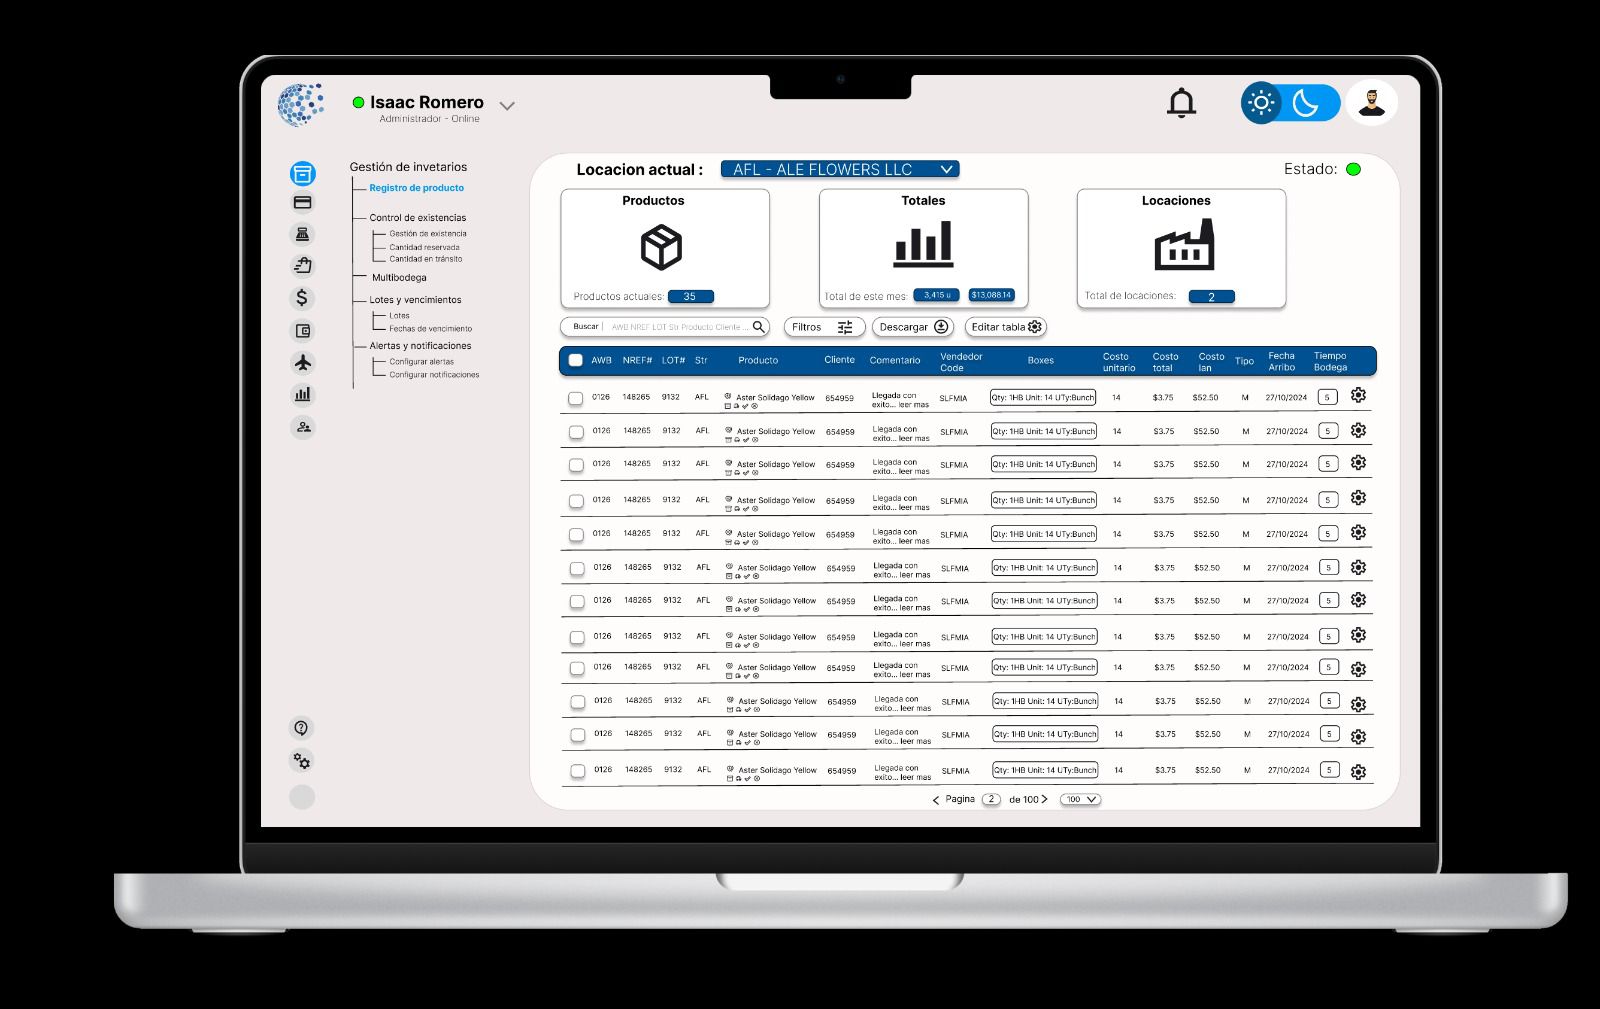 Isaac Romero
Administrador - Online
Gestión de invetarios
Registro de producto
Control de existencias
Gestión de existencia
Cantidad reservada
Cantidad en tránsito
Multibodega
Lotes y vencimientos
Lotes
Fechas de vencimiento
Alertas y notificaciones
Configurar alertas
Configurar notificaciones
Locacion actual : AFL - ALE FLOWERS LLC Estado:
Productos
Productos actuales: 35
Totales
Total de este mes: 3,415 u $13,088.14
Locaciones
Total de locaciones: 2
Buscar | AWB NREF LOT Str Producto Cliente ... Filtros Descargar Editar tabla
AWB NREF# LOT# Str Producto Cliente Comentario Vendedor Code Boxes Costo unitario Costo total Costo lan Tipo Fecha Arribo Tiempo Bodega
0126 148265 9132 AFL Aster Solidago Yellow 654959 Llegada con exito... leer mas SLFMIA Qty: 1HB Unit: 14 UTy:Bunch 14 $3.75 $52.50 M 27/10/2024 5
0126 148265 9132 AFL Aster Solidago Yellow 654959 Llegada con exito... leer mas SLFMIA Qty: 1HB Unit: 14 UTy:Bunch 14 $3.75 $52.50 M 27/10/2024 5
0126 148265 9132 AFL Aster Solidago Yellow 654959 Llegada con exito... leer mas SLFMIA Qty: 1HB Unit: 14 UTy:Bunch 14 $3.75 $52.50 M 27/10/2024 5
0126 148265 9132 AFL Aster Solidago Yellow 654959 Llegada con exito... leer mas SLFMIA Qty: 1HB Unit: 14 UTy:Bunch 14 $3.75 $52.50 M 27/10/2024 5
0126 148265 9132 AFL Aster Solidago Yellow 654959 Llegada con exito... leer mas SLFMIA Qty: 1HB Unit: 14 UTy:Bunch 14 $3.75 $52.50 M 27/10/2024 5
0126 148265 9132 AFL Aster Solidago Yellow 654959 Llegada con exito... leer mas SLFMIA Qty: 1HB Unit: 14 UTy:Bunch 14 $3.75 $52.50 M 27/10/2024 5
0126 148265 9132 AFL Aster Solidago Yellow 654959 Llegada con exito... leer mas SLFMIA Qty: 1HB Unit: 14 UTy:Bunch 14 $3.75 $52.50 M 27/10/2024 5
0126 148265 9132 AFL Aster Solidago Yellow 654959 Llegada con exito... leer mas SLFMIA Qty: 1HB Unit: 14 UTy:Bunch 14 $3.75 $52.50 M 27/10/2024 5
0126 148265 9132 AFL Aster Solidago Yellow 654959 Llegada con exito... leer mas SLFMIA Qty: 1HB Unit: 14 UTy:Bunch 14 $3.75 $52.50 M 27/10/2024 5
0126 148265 9132 AFL Aster Solidago Yellow 654959 Llegada con exito... leer mas SLFMIA Qty: 1HB Unit: 14 UTy:Bunch 14 $3.75 $52.50 M 27/10/2024 5
0126 148265 9132 AFL Aster Solidago Yellow 654959 Llegada con exito... leer mas SLFMIA Qty: 1HB Unit: 14 UTy:Bunch 14 $3.75 $52.50 M 27/10/2024 5
0126 148265 9132 AFL Aster Solidago Yellow 654959 Llegada con exito... leer mas SLFMIA Qty: 1HB Unit: 14 UTy:Bunch 14 $3.75 $52.50 M 27/10/2024 5
< Pagina 2 de 100 > 100